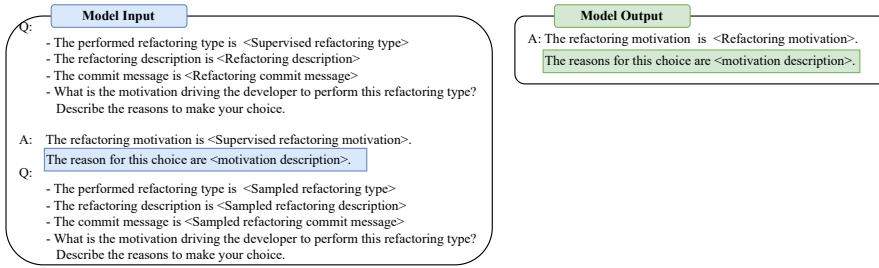 Model Input
Q:
- The performed refactoring type is <Supervised refactoring type>
- The refactoring description is <Refactoring description>
- The commit message is <Refactoring commit message>
- What is the motivation driving the developer to perform this refactoring type?
Describe the reasons to make your choice.
A: The refactoring motivation is <Supervised refactoring motivation>.
The reason for this choice are <motivation description>.
Q:
- The performed refactoring type is <Sampled refactoring type>
- The refactoring description is <Sampled refactoring description>
- The commit message is <Sampled refactoring commit message>
- What is the motivation driving the developer to perform this refactoring type?
Describe the reasons to make your choice.
Model Output
A: The refactoring motivation is <Refactoring motivation>.
The reasons for this choice are <motivation description>.